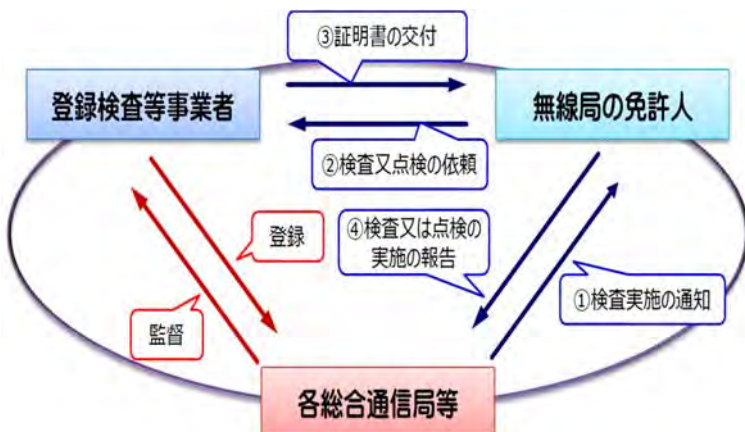 ③証明書の交付
登録検査等事業者
無線局の免許人
②検査又点検の依頼
登録
④検査又は点検の
実施の報告
①検査実施の通知
監督
各総合通信局等